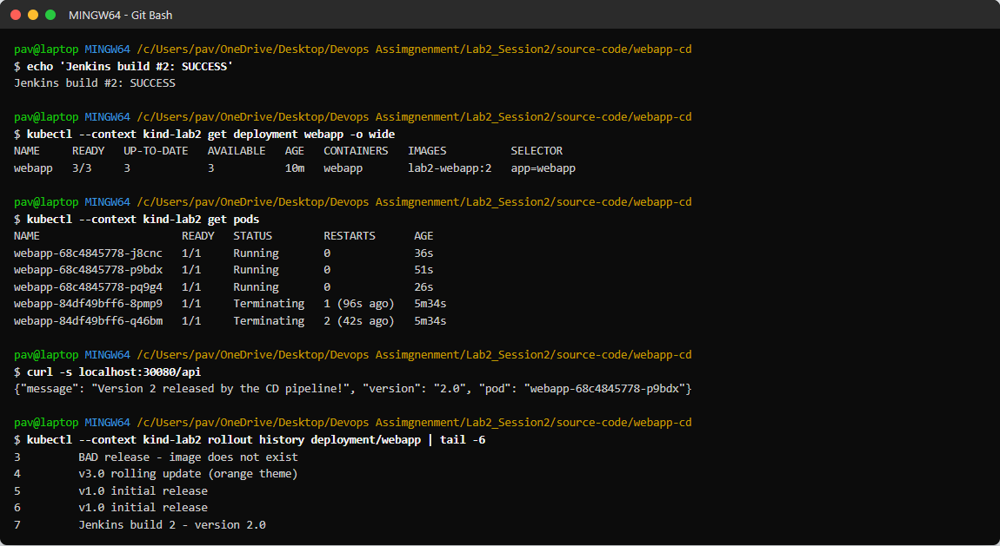 MINGW64 - Git Bash
pav@laptop MINGW64 /c/Users/pav/OneDrive/Desktop/Devops Assimgnenment/Lab2_Session2/source-code/webapp-cd
$ echo 'Jenkins build #2: SUCCESS'
Jenkins build #2: SUCCESS
pav@laptop MINGW64 /c/Users/pav/OneDrive/Desktop/Devops Assimgnenment/Lab2_Session2/source-code/webapp-cd
$ kubectl --context kind-lab2 get deployment webapp -o wide
NAME     READY   UP-TO-DATE   AVAILABLE   AGE   CONTAINERS   IMAGES          SELECTOR
webapp   3/3     3            3           10m   webapp       lab2-webapp:2   app=webapp
pav@laptop MINGW64 /c/Users/pav/OneDrive/Desktop/Devops Assimgnenment/Lab2_Session2/source-code/webapp-cd
$ kubectl --context kind-lab2 get pods
NAME                      READY   STATUS        RESTARTS      AGE
webapp-68c4845778-j8cnc   1/1     Running       0             36s
webapp-68c4845778-p9bdx   1/1     Running       0             51s
webapp-68c4845778-pq9g4   1/1     Running       0             26s
webapp-84df49bff6-8pmp9   1/1     Terminating   1 (96s ago)   5m34s
webapp-84df49bff6-q46bm   1/1     Terminating   2 (42s ago)   5m34s
pav@laptop MINGW64 /c/Users/pav/OneDrive/Desktop/Devops Assimgnenment/Lab2_Session2/source-code/webapp-cd
$ curl -s localhost:30080/api
{"message": "Version 2 released by the CD pipeline!", "version": "2.0", "pod": "webapp-68c4845778-p9bdx"}
pav@laptop MINGW64 /c/Users/pav/OneDrive/Desktop/Devops Assimgnenment/Lab2_Session2/source-code/webapp-cd
$ kubectl --context kind-lab2 rollout history deployment/webapp | tail -6
3         BAD release - image does not exist
4         v3.0 rolling update (orange theme)
5         v1.0 initial release
6         v1.0 initial release
7         Jenkins build 2 - version 2.0